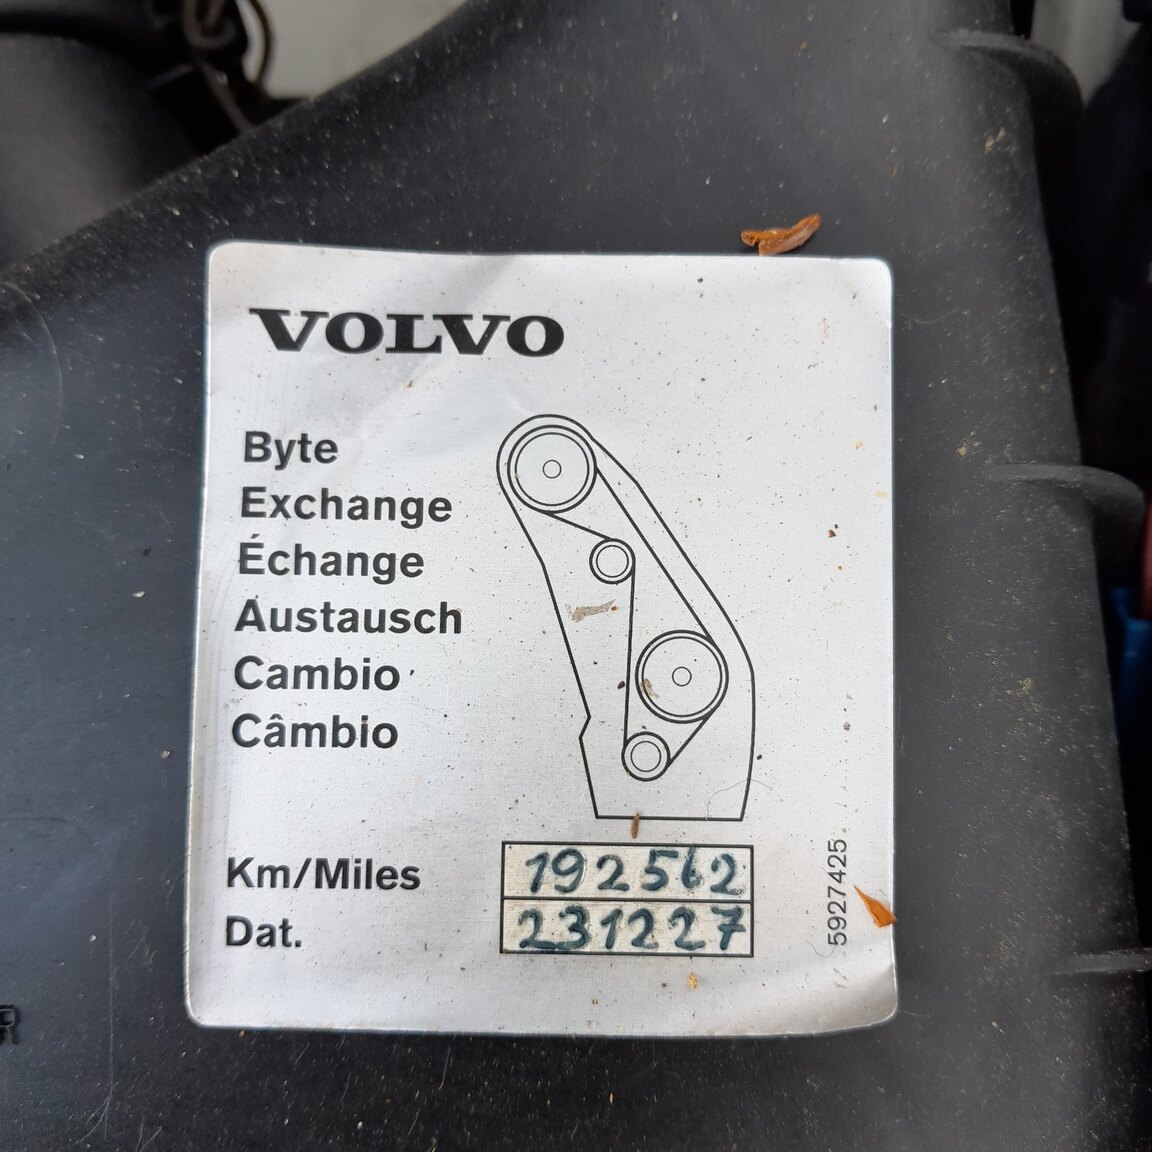 VOLVO
Byte
Exchange
Échange
Austausch
Cambio
Câmbio
Km/Miles 192562
Dat. 231227
5927425
R